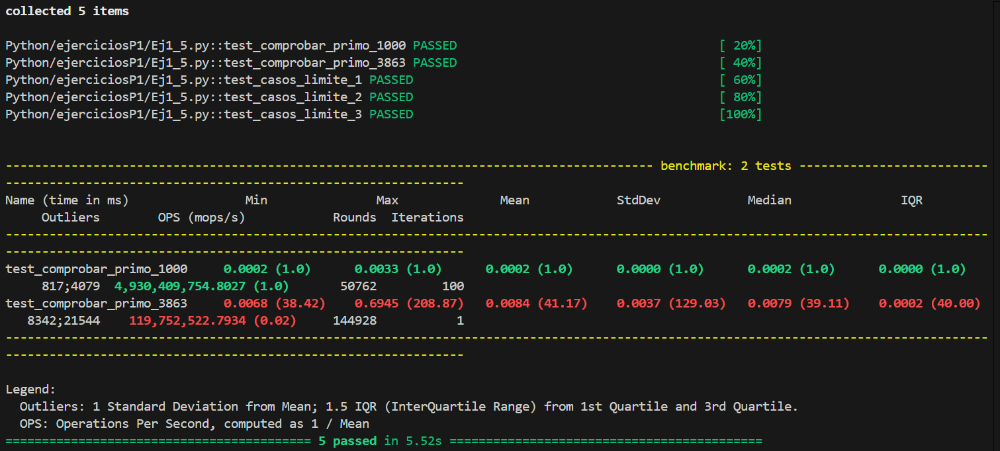 collected 5 items
Python/ejerciciosP1/Ej1_5.py::test_comprobar_primo_1000 PASSED [ 20%]
Python/ejerciciosP1/Ej1_5.py::test_comprobar_primo_3863 PASSED [ 40%]
Python/ejerciciosP1/Ej1_5.py::test_casos_limite_1 PASSED [ 60%]
Python/ejerciciosP1/Ej1_5.py::test_casos_limite_2 PASSED [ 80%]
Python/ejerciciosP1/Ej1_5.py::test_casos_limite_3 PASSED [100%]
----------------------------------------------------------------------------------------- benchmark: 2 tests --------------------------
---------------------------------------------------------------
Name (time in ms) Min Max Mean StdDev Median IQR
Outliers OPS (mops/s) Rounds Iterations
----------------------------------------------------------------------------------------------------------------------------------------
---------------------------------------------------------------
test_comprobar_primo_1000 0.0002 (1.0) 0.0033 (1.0) 0.0002 (1.0) 0.0000 (1.0) 0.0002 (1.0) 0.0000 (1.0)
817;4079 4,930,409,754.8027 (1.0) 50762 100
test_comprobar_primo_3863 0.0068 (38.42) 0.6945 (208.87) 0.0084 (41.17) 0.0037 (129.03) 0.0079 (39.11) 0.0002 (40.00)
8342;21544 119,752,522.7934 (0.02) 144928 1
----------------------------------------------------------------------------------------------------------------------------------------
---------------------------------------------------------------
Legend:
Outliers: 1 Standard Deviation from Mean; 1.5 IQR (InterQuartile Range) from 1st Quartile and 3rd Quartile.
OPS: Operations Per Second, computed as 1 / Mean
========================================== 5 passed in 5.52s ===========================================